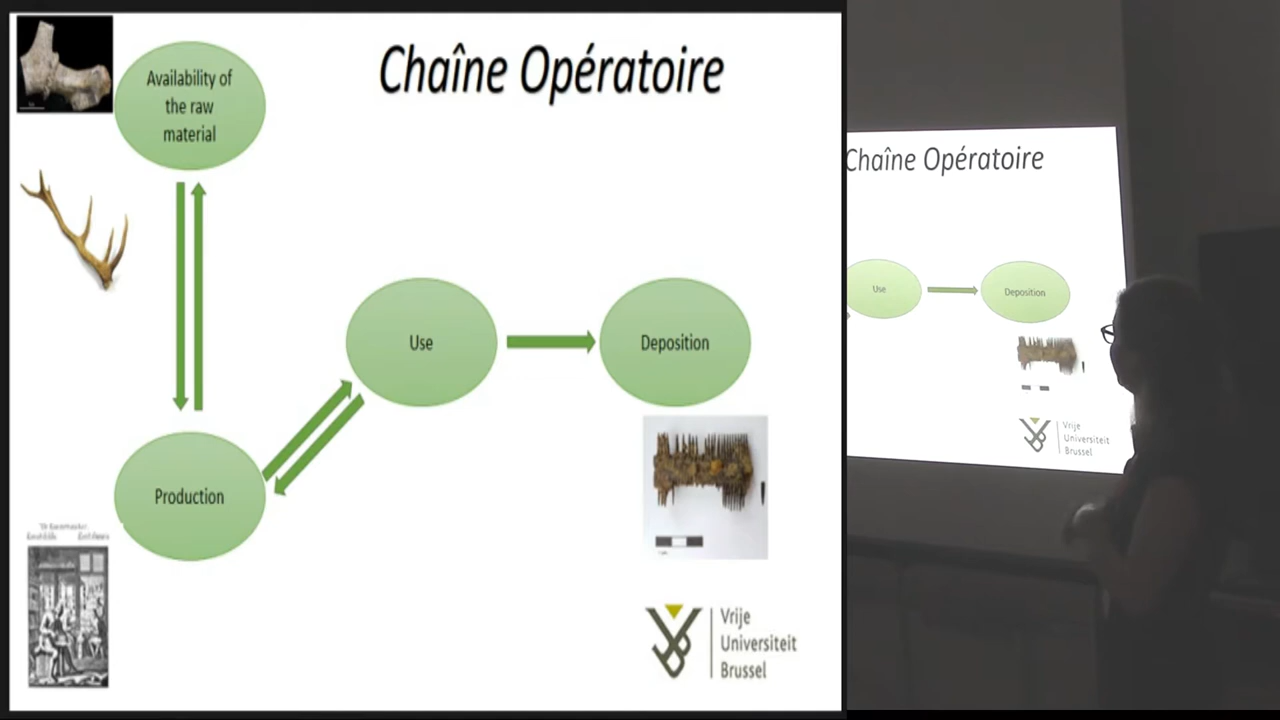 Chaîne Opératoire
Availability of
the raw
material
Use
Deposition
Production
Vrije
Universiteit
Brussel
Chaîne Opératoire
Use
Deposition
Vrije
Universiteit
Brussel